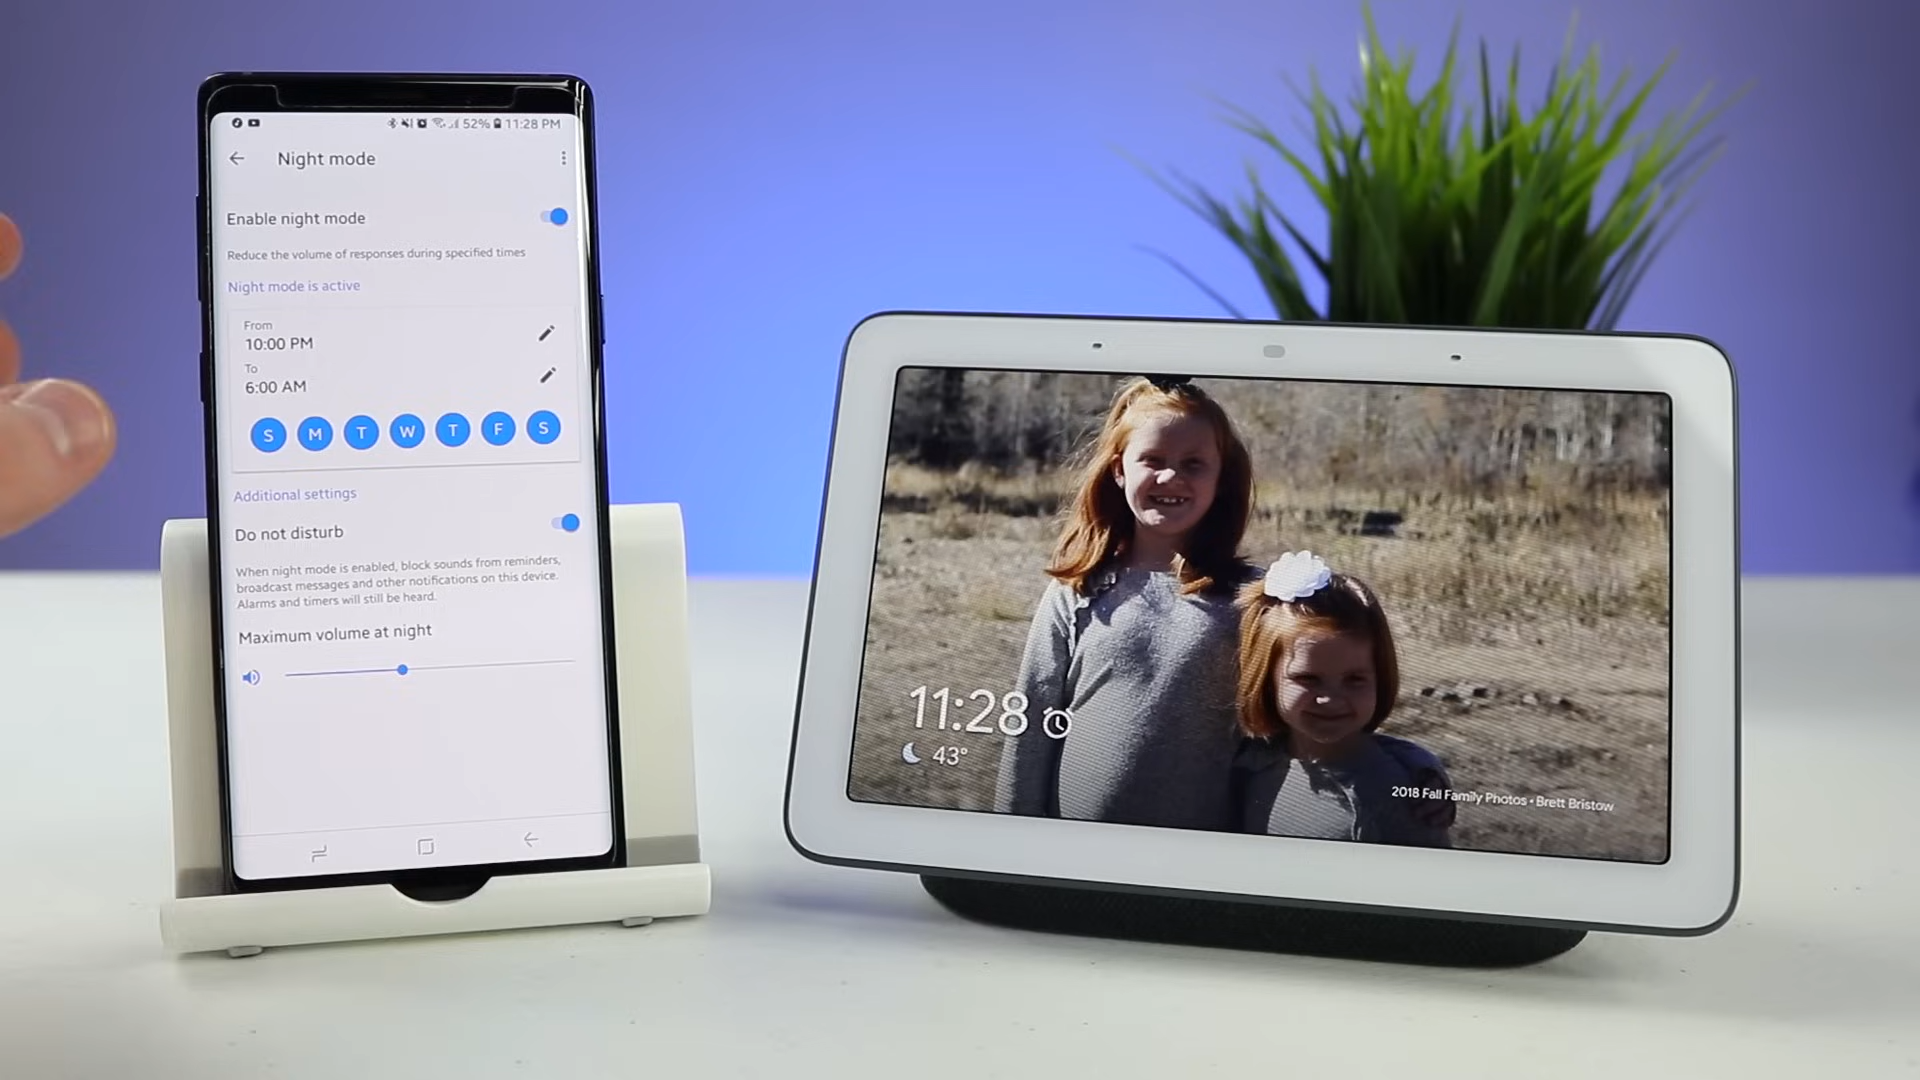 52% 11:28 PM
Night mode
Enable night mode
Reduce the volume of responses during specified times
Night mode is active
From
10:00 PM
To
6:00 AM
S M T W T F S
Additional settings
Do not disturb
When night mode is enabled, block sounds from reminders,
broadcast messages and other notifications on this device.
Alarms and timers will still be heard.
Maximum volume at night
11:28
43°
2018 Fall Family Photos • Brett Bristow